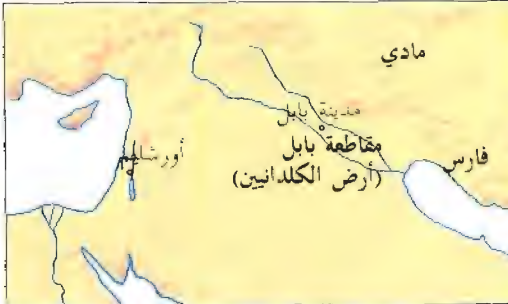 مادي
مدينة بابل
أورشليم
مقاطعة بابل
فارس
(أرض الكلدانيين)